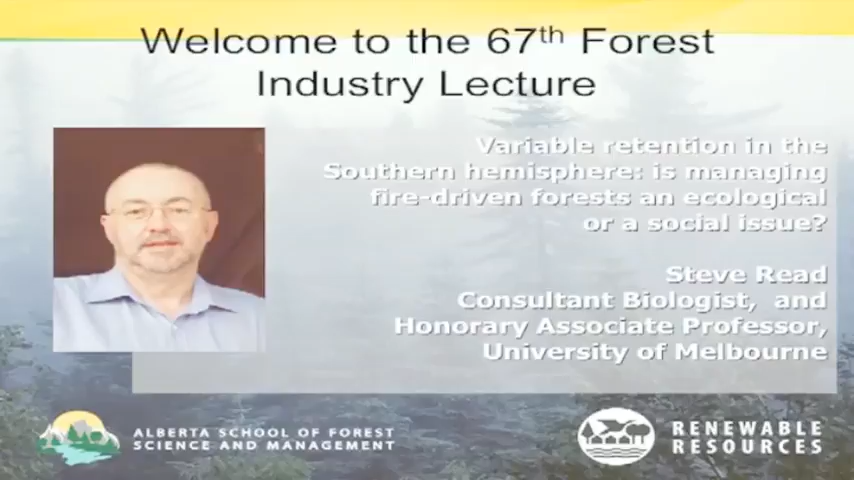 Welcome to the 67th Forest
Industry Lecture
Variable retention in the
Southern hemisphere: is managing
fire-driven forests an ecological
or a social issue?
Steve Read
Consultant Biologist, and
Honorary Associate Professor,
University of Melbourne
ALBERTA SCHOOL OF FOREST
SCIENCE AND MANAGEMENT
RENEWABLE
RESOURCES